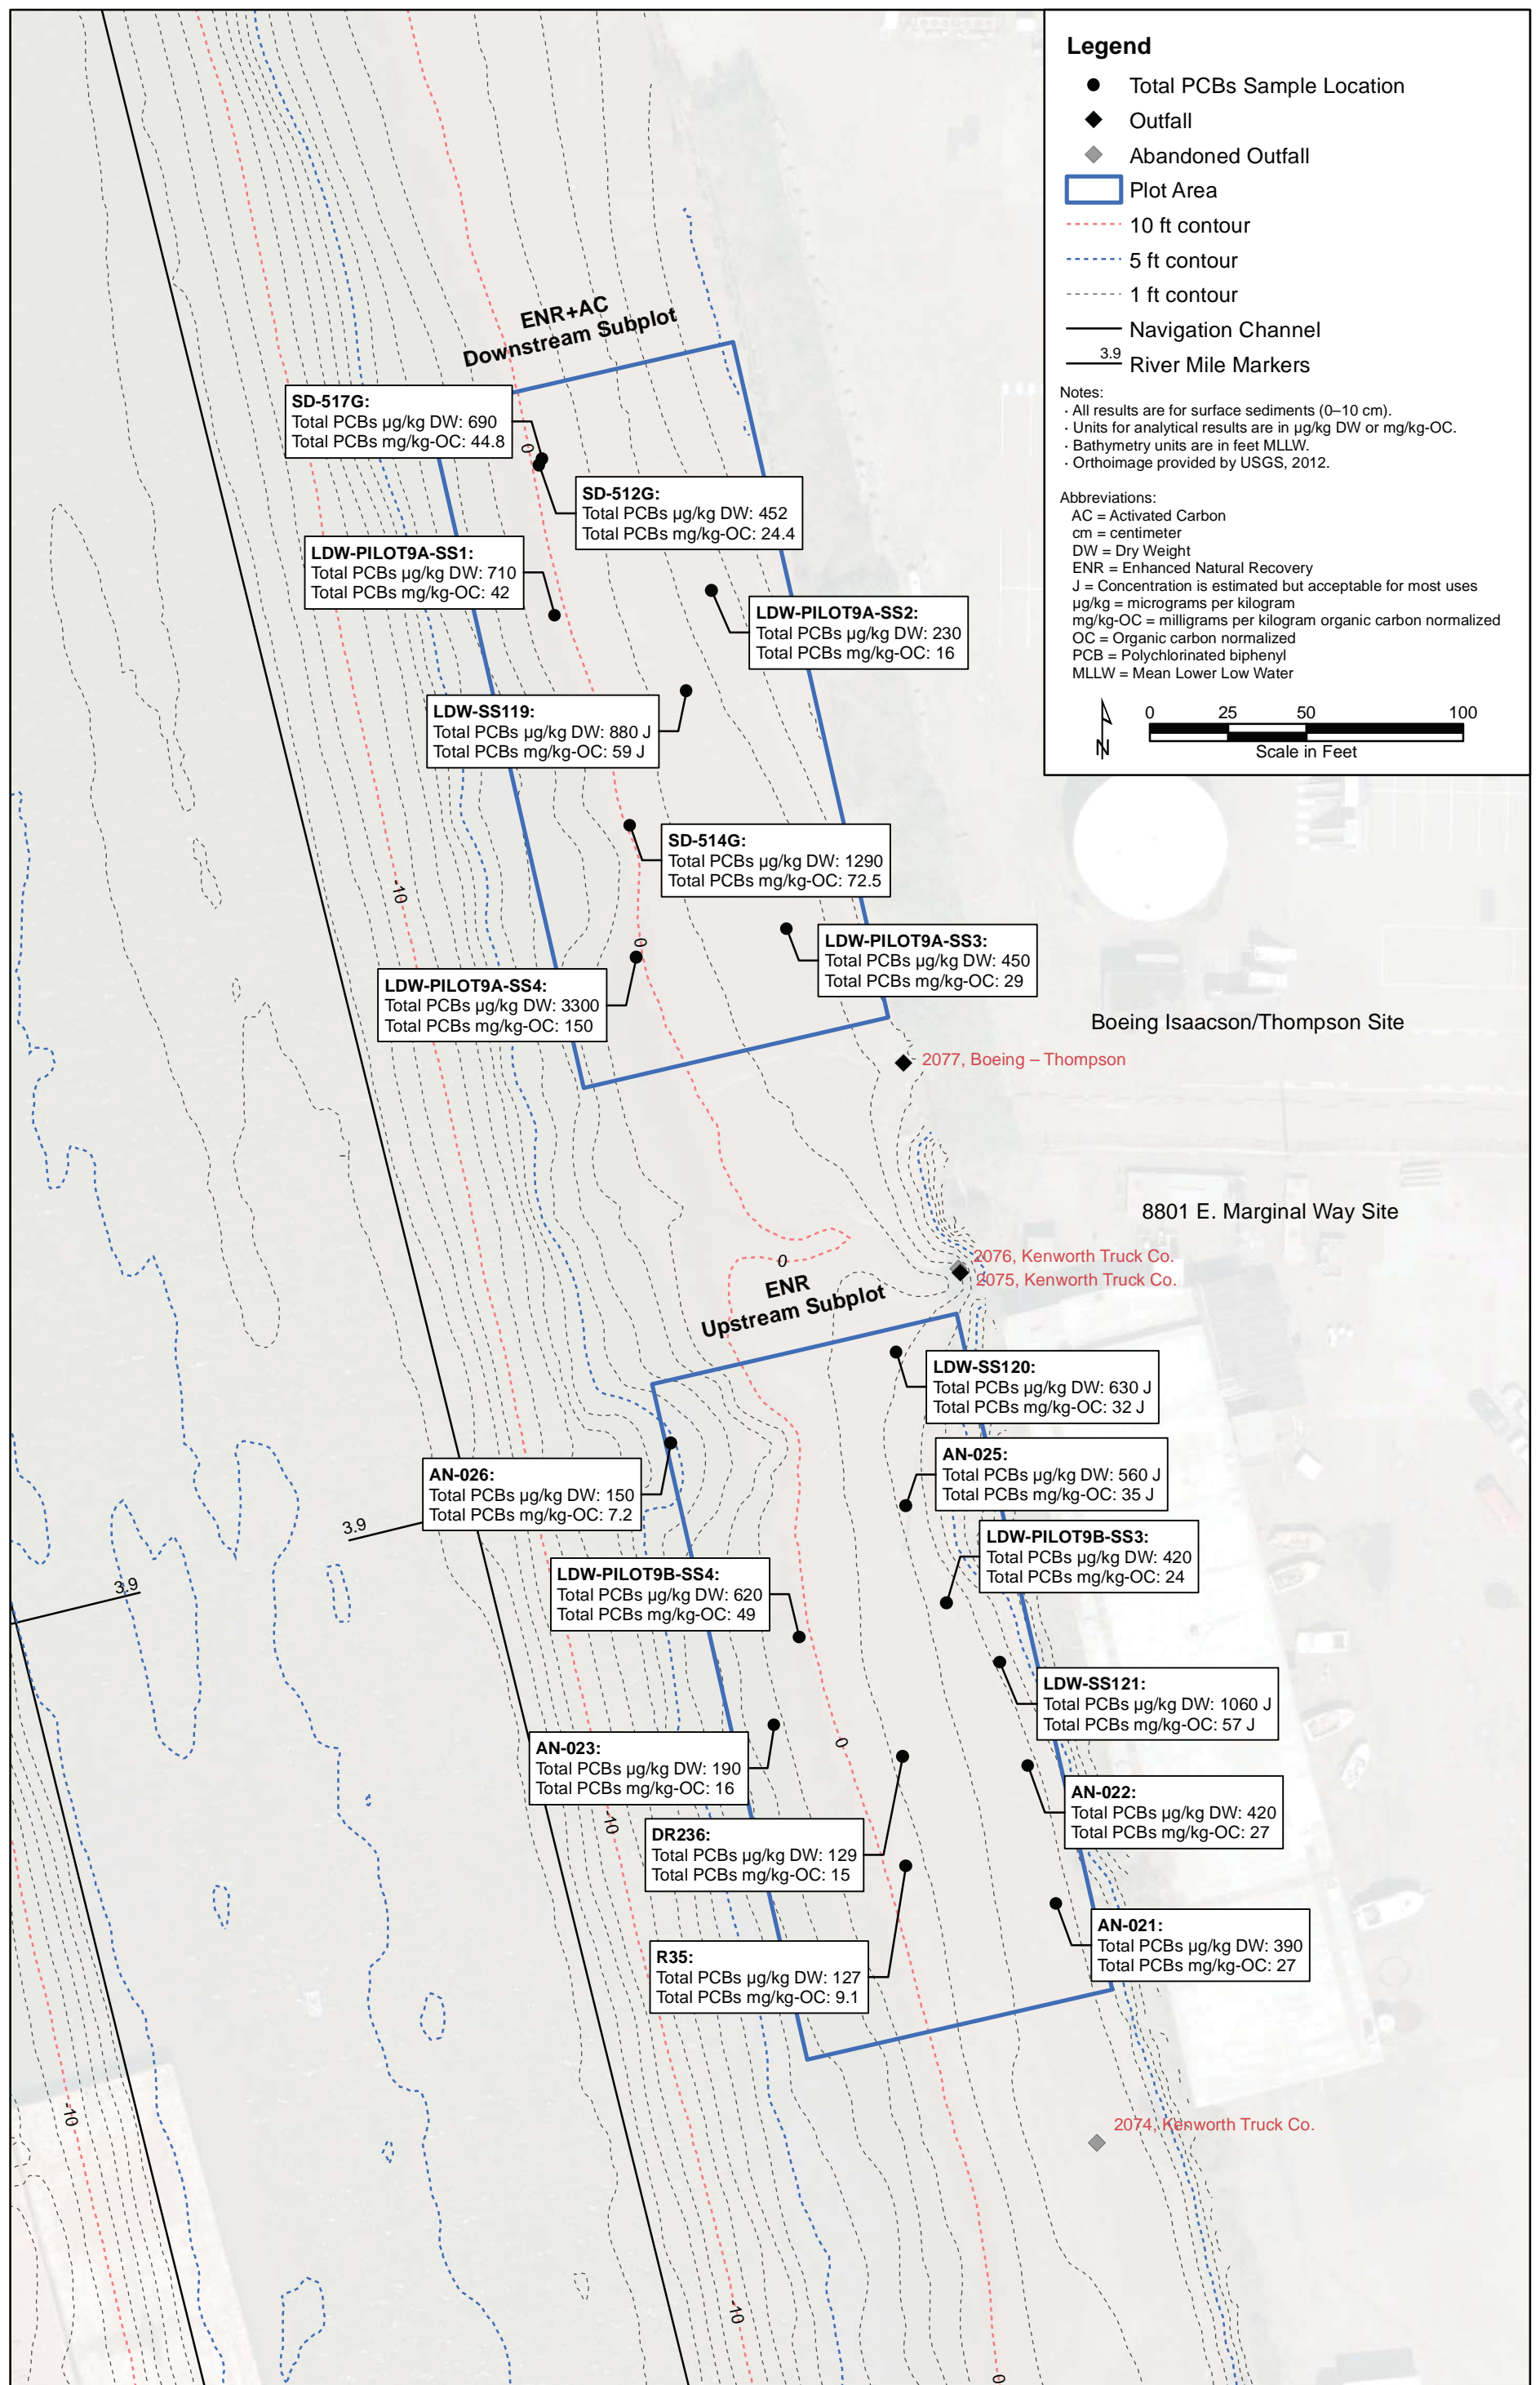 Legend
Total PCBs Sample Location
Outfall
Abandoned Outfall
Plot Area
10 ft contour
5 ft contour
1 ft contour
Navigation Channel
3.9
River Mile Markers
Notes:
· All results are for surface sediments (0–10 cm).
· Units for analytical results are in µg/kg DW or mg/kg-OC.
· Bathymetry units are in feet MLLW.
· Orthoimage provided by USGS, 2012.
Abbreviations:
AC = Activated Carbon
cm = centimeter
DW = Dry Weight
ENR = Enhanced Natural Recovery
J = Concentration is estimated but acceptable for most uses
µg/kg = micrograms per kilogram
mg/kg-OC = milligrams per kilogram organic carbon normalized
OC = Organic carbon normalized
PCB = Polychlorinated biphenyl
MLLW = Mean Lower Low Water
N
0 25 50 100
Scale in Feet
ENR+AC
Downstream Subplot
SD-517G:
Total PCBs µg/kg DW: 690
Total PCBs mg/kg-OC: 44.8
0
SD-512G:
Total PCBs µg/kg DW: 452
Total PCBs mg/kg-OC: 24.4
LDW-PILOT9A-SS1:
Total PCBs µg/kg DW: 710
Total PCBs mg/kg-OC: 42
LDW-PILOT9A-SS2:
Total PCBs µg/kg DW: 230
Total PCBs mg/kg-OC: 16
LDW-SS119:
Total PCBs µg/kg DW: 880 J
Total PCBs mg/kg-OC: 59 J
SD-514G:
Total PCBs µg/kg DW: 1290
Total PCBs mg/kg-OC: 72.5
-10
0
LDW-PILOT9A-SS3:
Total PCBs µg/kg DW: 450
Total PCBs mg/kg-OC: 29
LDW-PILOT9A-SS4:
Total PCBs µg/kg DW: 3300
Total PCBs mg/kg-OC: 150
Boeing Isaacson/Thompson Site
2077, Boeing – Thompson
8801 E. Marginal Way Site
2076, Kenworth Truck Co.
2075, Kenworth Truck Co.
0
ENR
Upstream Subplot
LDW-SS120:
Total PCBs µg/kg DW: 630 J
Total PCBs mg/kg-OC: 32 J
AN-025:
Total PCBs µg/kg DW: 560 J
Total PCBs mg/kg-OC: 35 J
AN-026:
Total PCBs µg/kg DW: 150
Total PCBs mg/kg-OC: 7.2
3.9
LDW-PILOT9B-SS3:
Total PCBs µg/kg DW: 420
Total PCBs mg/kg-OC: 24
3.9
LDW-PILOT9B-SS4:
Total PCBs µg/kg DW: 620
Total PCBs mg/kg-OC: 49
LDW-SS121:
Total PCBs µg/kg DW: 1060 J
Total PCBs mg/kg-OC: 57 J
0
AN-023:
Total PCBs µg/kg DW: 190
Total PCBs mg/kg-OC: 16
AN-022:
Total PCBs µg/kg DW: 420
Total PCBs mg/kg-OC: 27
-10
DR236:
Total PCBs µg/kg DW: 129
Total PCBs mg/kg-OC: 15
AN-021:
Total PCBs µg/kg DW: 390
Total PCBs mg/kg-OC: 27
R35:
Total PCBs µg/kg DW: 127
Total PCBs mg/kg-OC: 9.1
-10
2074, Kenworth Truck Co.
-10
0